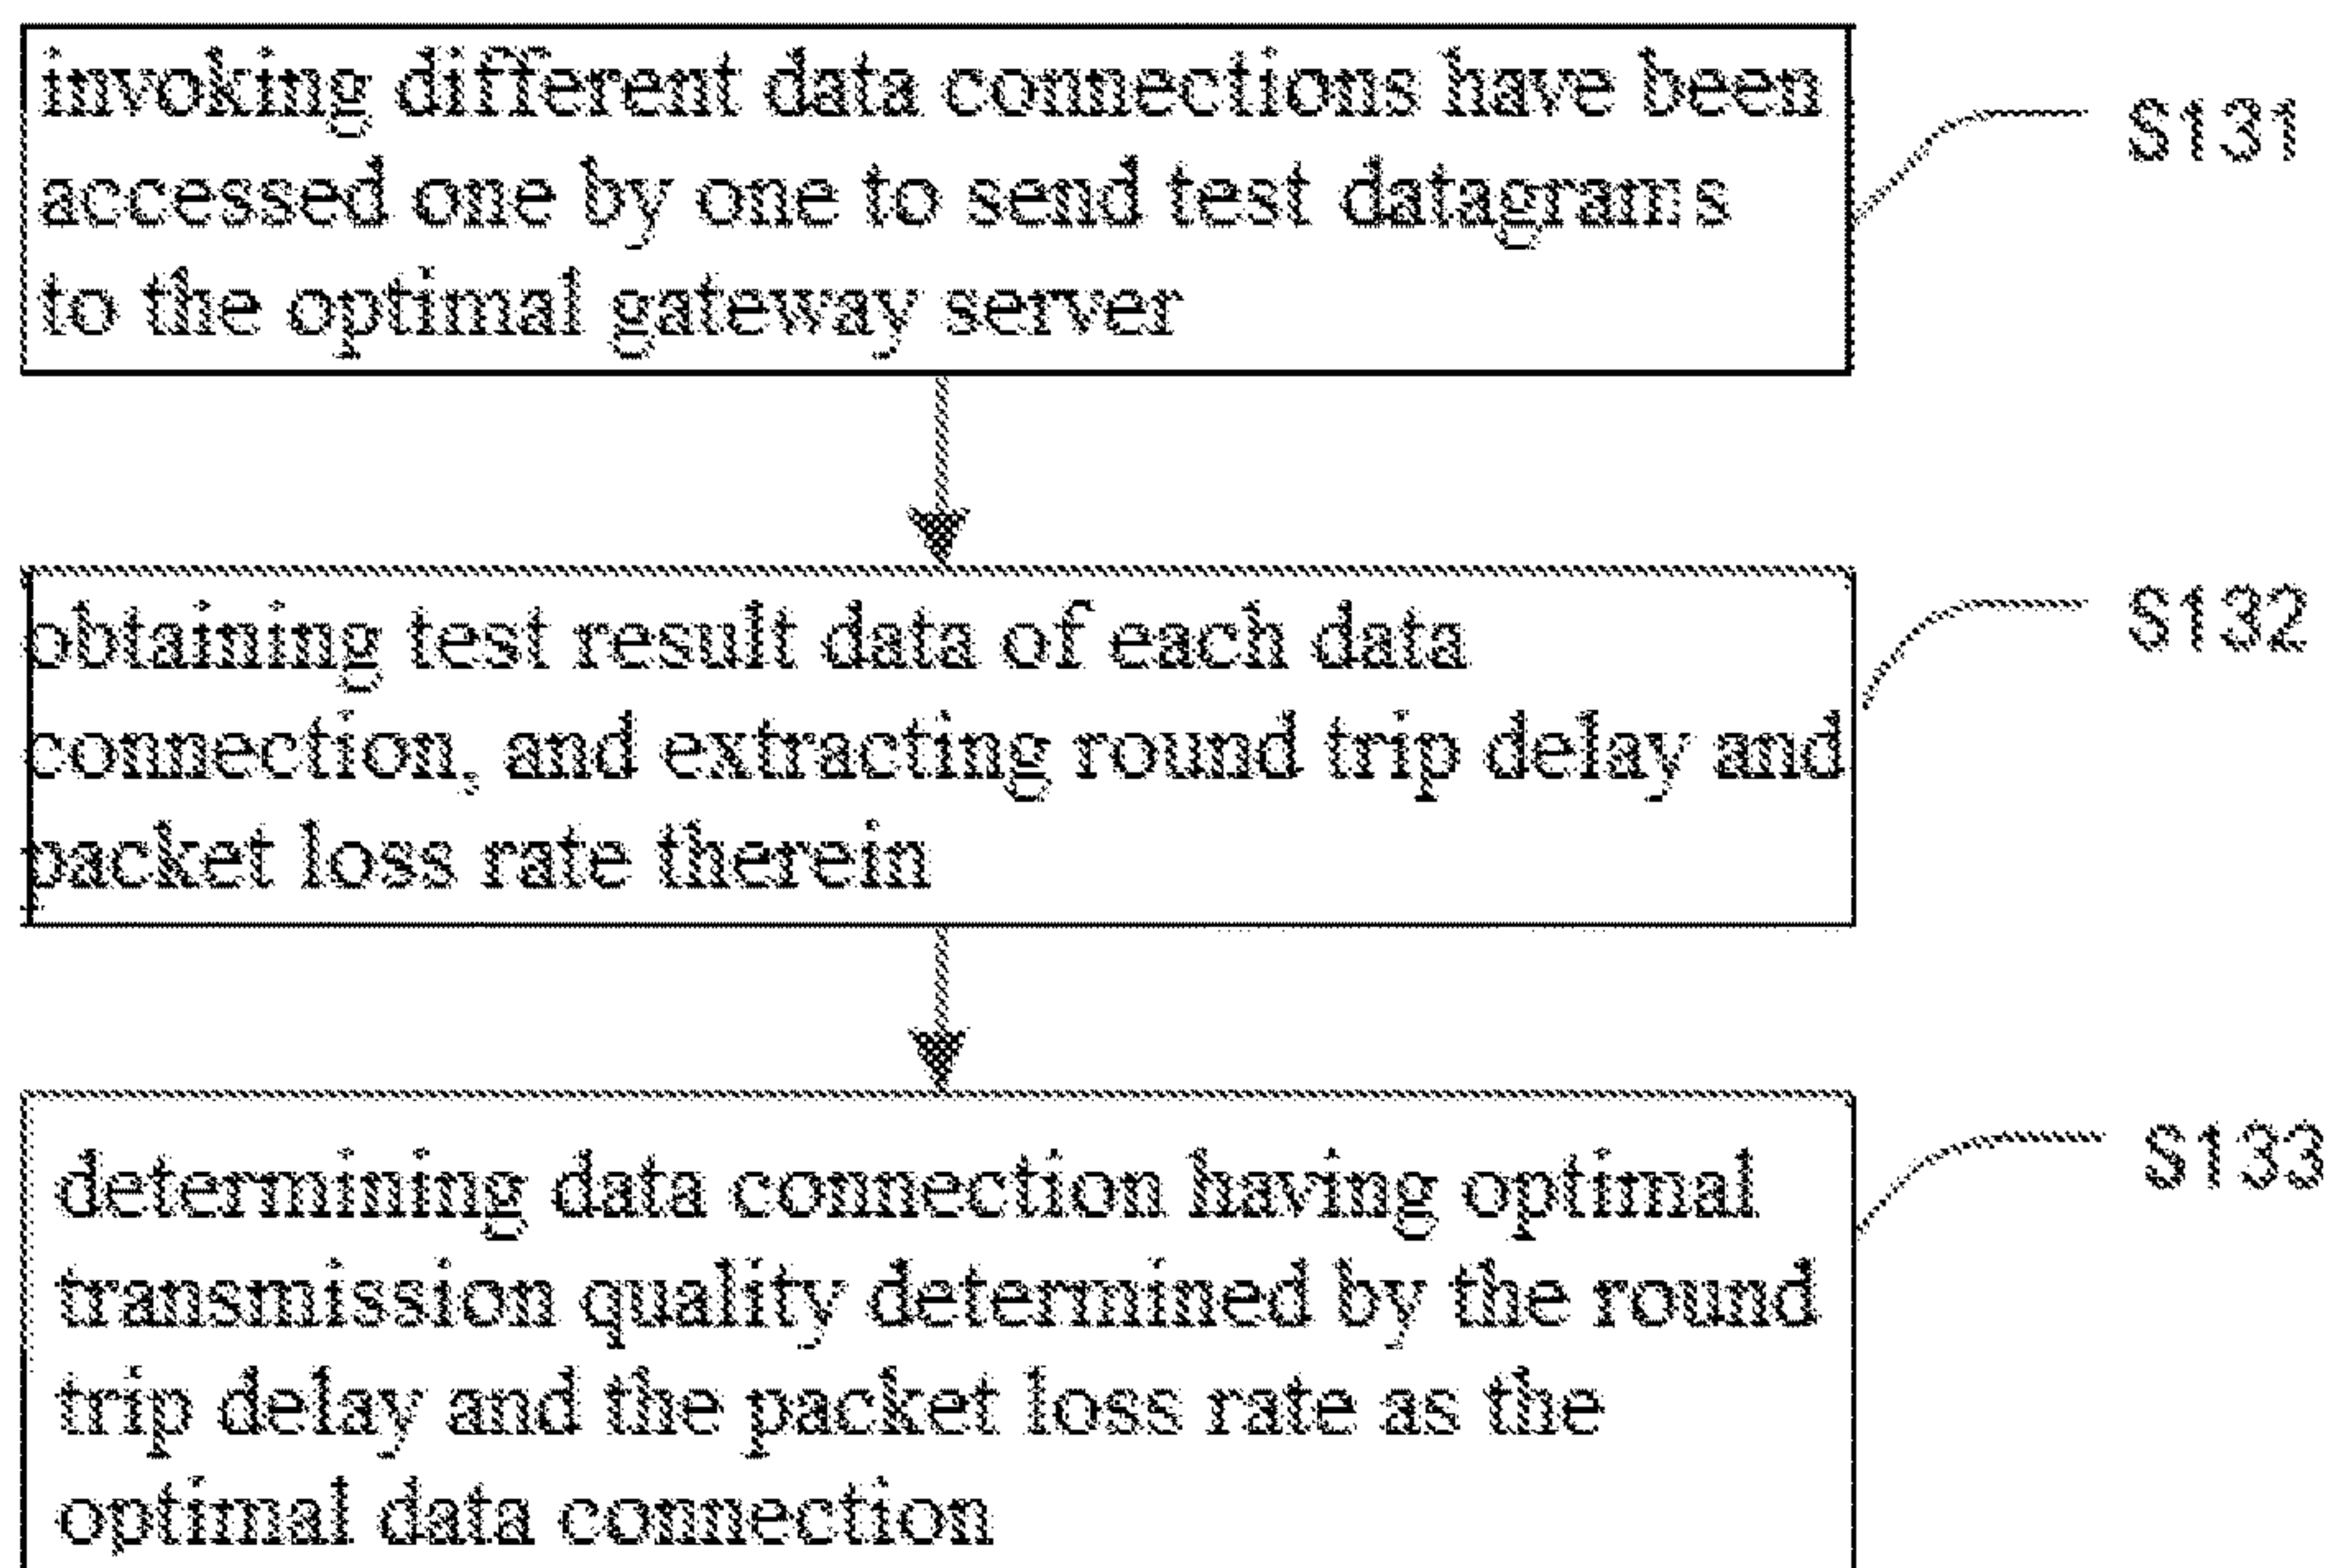 invoking different data connections have been
accessed one by one to send test datagrams
to the optimal gateway server
S131
obtaining test result data of each data
connection, and extracting round trip delay and
packet loss rate therein
S132
determining data connection having optimal
transmission quality determined by the round
trip delay and the packet loss rate as the
optimal data connection
S133